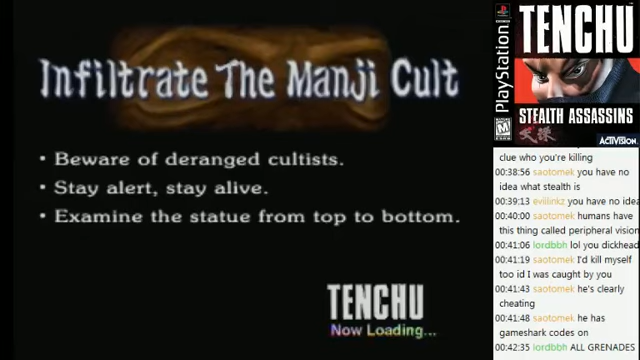 Infiltrate The Manji Cult
• Beware of deranged cultists.
• Stay alert, stay alive.
• Examine the statue from top to bottom.
TENCHU
Now Loading...
PlayStation
TENCHU
STEALTH ASSASSINS
ACTIVISION
clue who you're killing
00:38:56 saotomek you have no
idea what stealth is
00:39:13 eviilinkz you have no idea
00:40:00 saotomek humans have
this thing called peripheral vision
00:41:06 lordbbh lol you dickhead
00:41:19 saotomek I'd kill myself
too id I was caught by you
00:41:43 saotomek he's clearly
cheating
00:41:48 saotomek he has
gameshark codes on
00:42:35 lordbbh ALL GRENADES